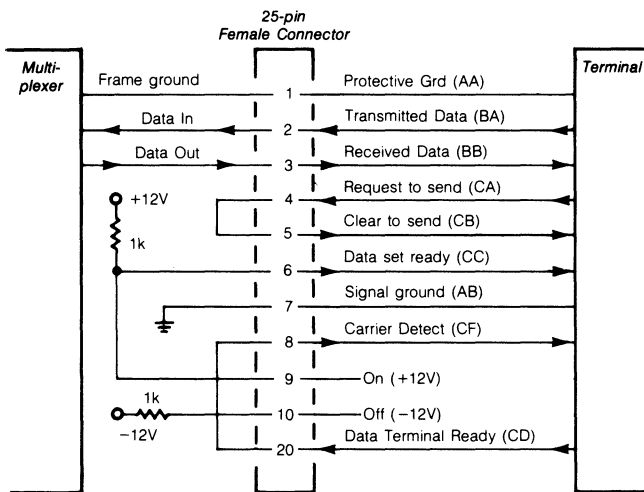 25-pin
Female Connector
Multi-
plexer
Terminal
Frame ground
1
Protective Grd (AA)
Data In
2
Transmitted Data (BA)
Data Out
3
Received Data (BB)
4
Request to send (CA)
+12V
1k
5
Clear to send (CB)
6
Data set ready (CC)
7
Signal ground (AB)
8
Carrier Detect (CF)
9
On (+12V)
1k
-12V
10
Off (-12V)
20
Data Terminal Ready (CD)